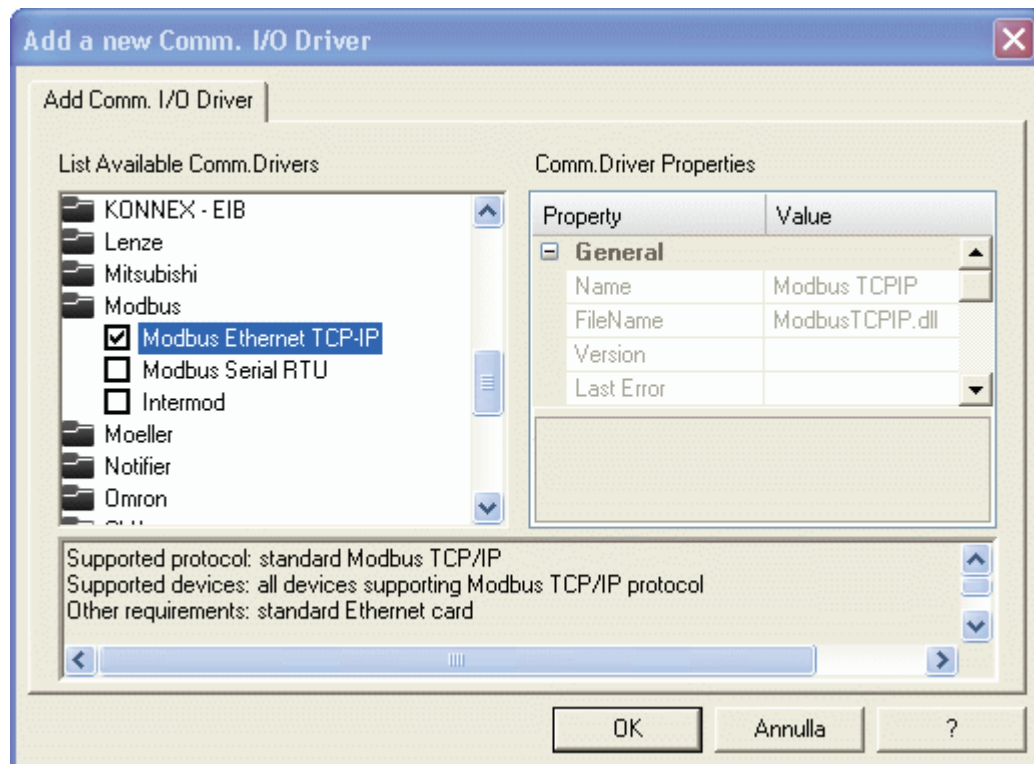 Add a new Comm. I/O Driver
Add Comm. I/O Driver
List Available Comm.Drivers
KONNEX - EIB
Lenze
Mitsubishi
Modbus
Modbus Ethernet TCP-IP
Modbus Serial RTU
Intermod
Moeller
Notifier
Omron
Comm.Driver Properties
Property Value
General
Name Modbus TCPIP
FileName ModbusTCPIP.dll
Version
Last Error
Supported protocol: standard Modbus TCP/IP
Supported devices: all devices supporting Modbus TCP/IP protocol
Other requirements: standard Ethernet card
OK Annulla ?